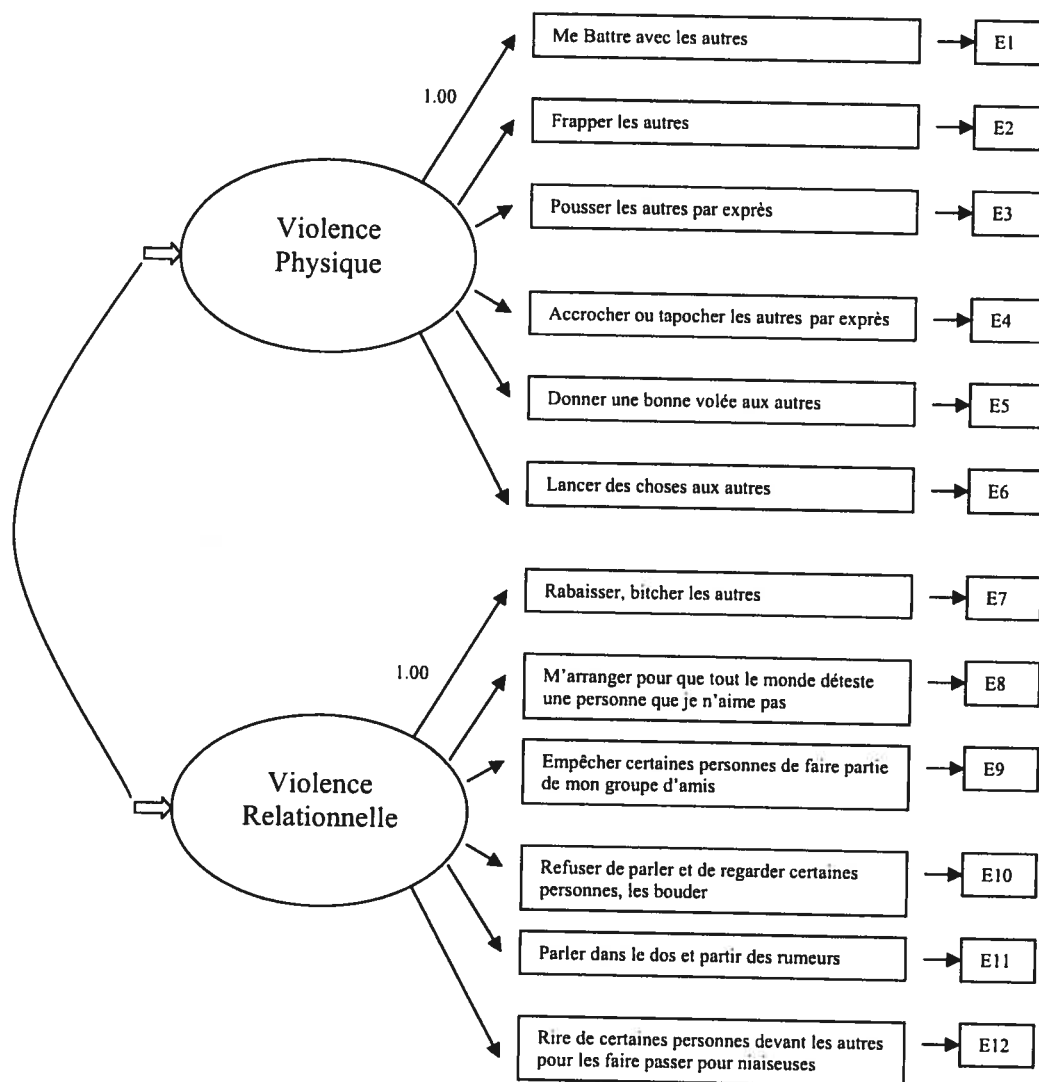 Me Battre avec les autres
E1
1.00
Frapper les autres
E2
Pousser les autres par exprès
E3
Violence
Physique
Accrocher ou tapocher les autres par exprès
E4
Donner une bonne volée aux autres
E5
Lancer des choses aux autres
E6
Rabaisser, bitcher les autres
E7
1.00
M'arranger pour que tout le monde déteste
une personne que je n'aime pas
E8
Empêcher certaines personnes de faire partie
de mon groupe d'amis
E9
Violence
Relationnelle
Refuser de parler et de regarder certaines
personnes, les bouder
E10
Parler dans le dos et partir des rumeurs
E11
Rire de certaines personnes devant les autres
pour les faire passer pour niaiseuses
E12